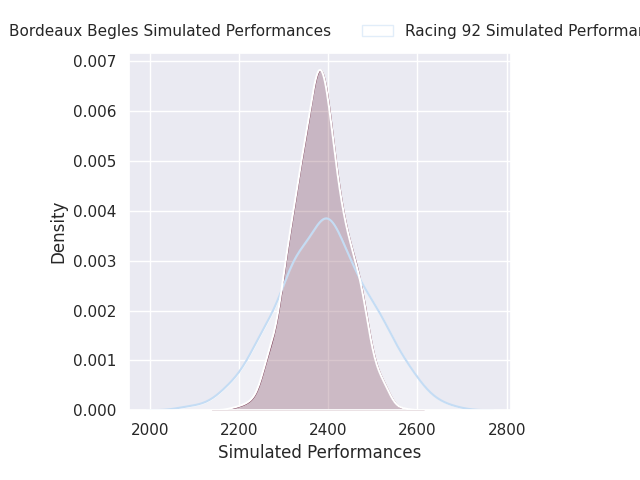 Bordeaux Begles Simulated Performances
Racing 92 Simulated
0.007
0.006
0.005
0.004
0.003
0.002
0.001
0.000
Density
2000 2200 2400 2600 2800
Simulated Performances